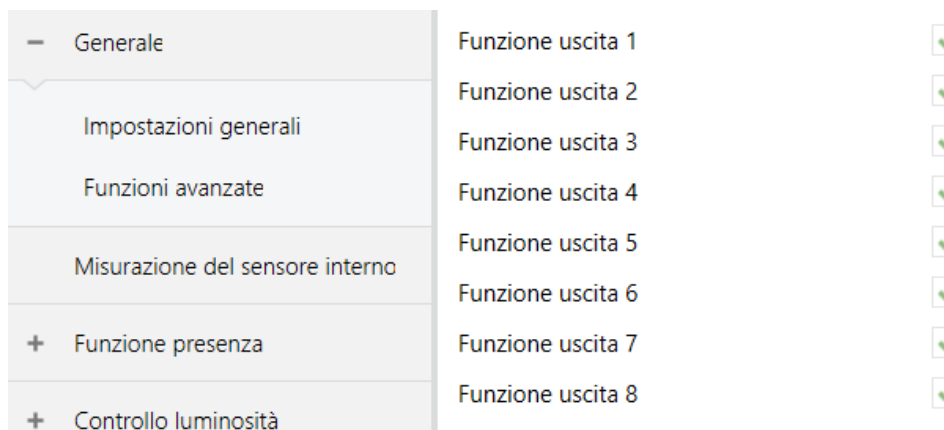 Generale
Impostazioni generali
Funzioni avanzate
Misurazione del sensore interno
Funzione presenza
Controllo luminosità
Funzione uscita 1
Funzione uscita 2
Funzione uscita 3
Funzione uscita 4
Funzione uscita 5
Funzione uscita 6
Funzione uscita 7
Funzione uscita 8